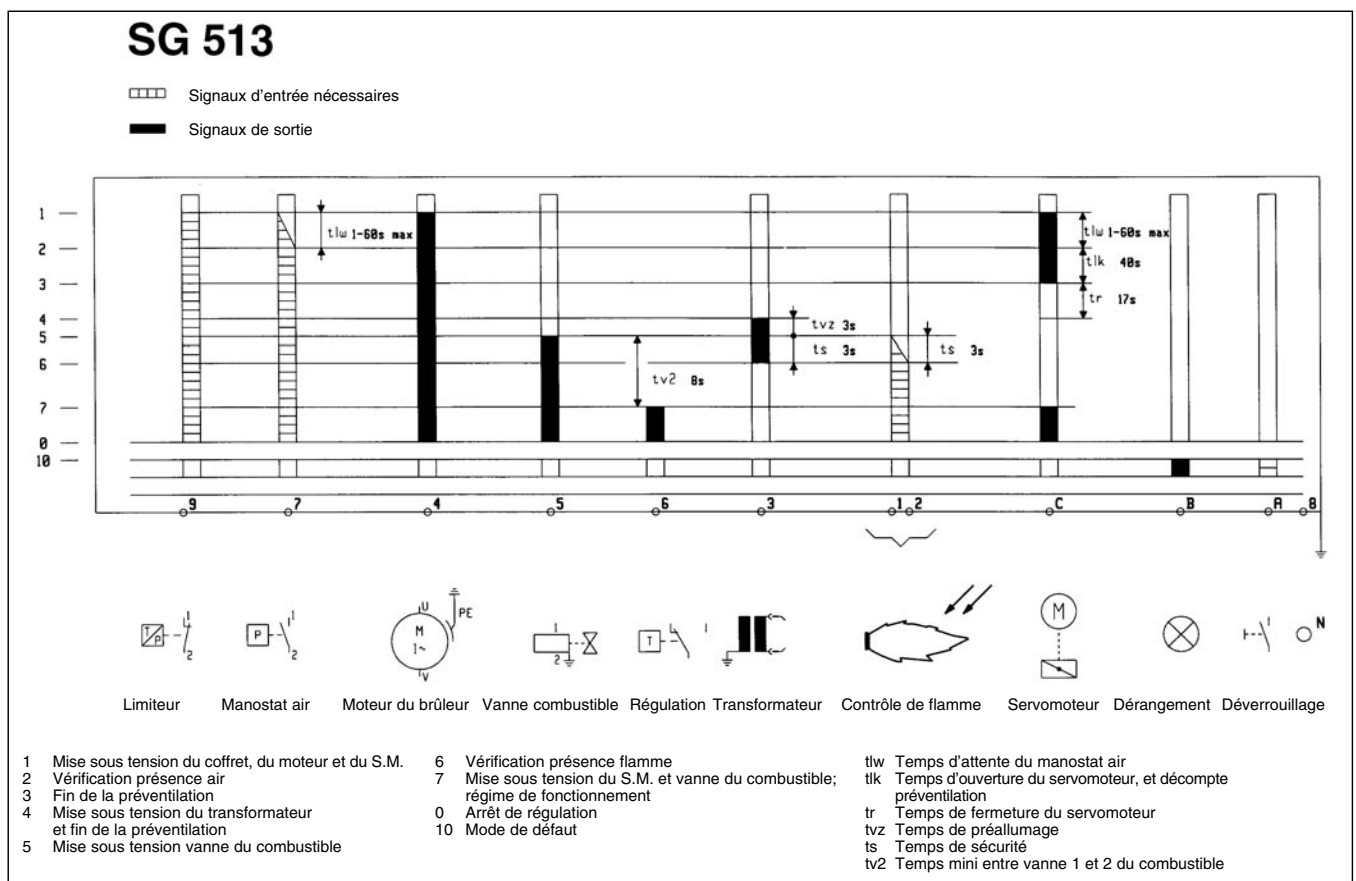 SG 513
Signaux d'entrée nécessaires
Signaux de sortie
1
2
3
4
5
6
7
0
10
tlw 1-60s max
tv2 8s
tvz 3s
ts 3s
ts 3s
tlw 1-60s max
tlk 40s
tr 17s
9 7 4 5 6 3 1 2 C B A 8
T/P 1 2
P 1 2
U PE M 1~ V
1 2
T 1
M
N
Limiteur Manostat air Moteur du brûleur Vanne combustible Régulation Transformateur Contrôle de flamme Servomoteur Dérangement Déverrouillage
1 Mise sous tension du coffret, du moteur et du S.M.
2 Vérification présence air
3 Fin de la préventilation
4 Mise sous tension du transformateur
et fin de la préventilation
5 Mise sous tension vanne du combustible
6 Vérification présence flamme
7 Mise sous tension du S.M. et vanne du combustible;
régime de fonctionnement
0 Arrêt de régulation
10 Mode de défaut
tlw Temps d'attente du manostat air
tlk Temps d'ouverture du servomoteur, et décompte
préventilation
tr Temps de fermeture du servomoteur
tvz Temps de préallumage
ts Temps de sécurité
tv2 Temps mini entre vanne 1 et 2 du combustible